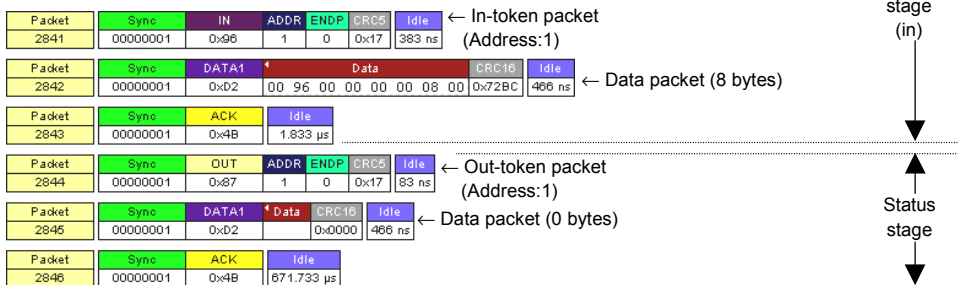 stage
(in)
Packet Sync IN ADDR ENDP CRC5 Idle
2841 00000001 0x96 1 0 0x17 383 ns
← In-token packet
(Address:1)
Packet Sync DATA1 Data CRC16 Idle
2842 00000001 0xD2 00 96 00 00 00 00 08 00 0x72BC 466 ns
← Data packet (8 bytes)
Packet Sync ACK Idle
2843 00000001 0x4B 1.833 µs
Packet Sync OUT ADDR ENDP CRC5 Idle
2844 00000001 0x87 1 0 0x17 83 ns
← Out-token packet
(Address:1)
Packet Sync DATA1 Data CRC16 Idle
2845 00000001 0xD2 0x0000 466 ns
← Data packet (0 bytes)
Status
stage
Packet Sync ACK Idle
2846 00000001 0x4B 671.733 µs